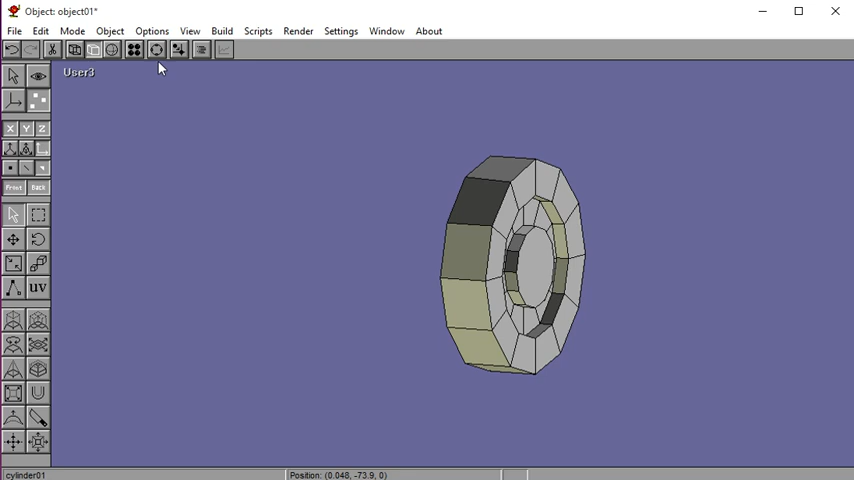 Object: object01*
File Edit Mode Object Options View Build Scripts Render Settings Window About
User3
X Y Z
Front Back
uv
cylinder01 Position: (0.048, -73.9, 0)